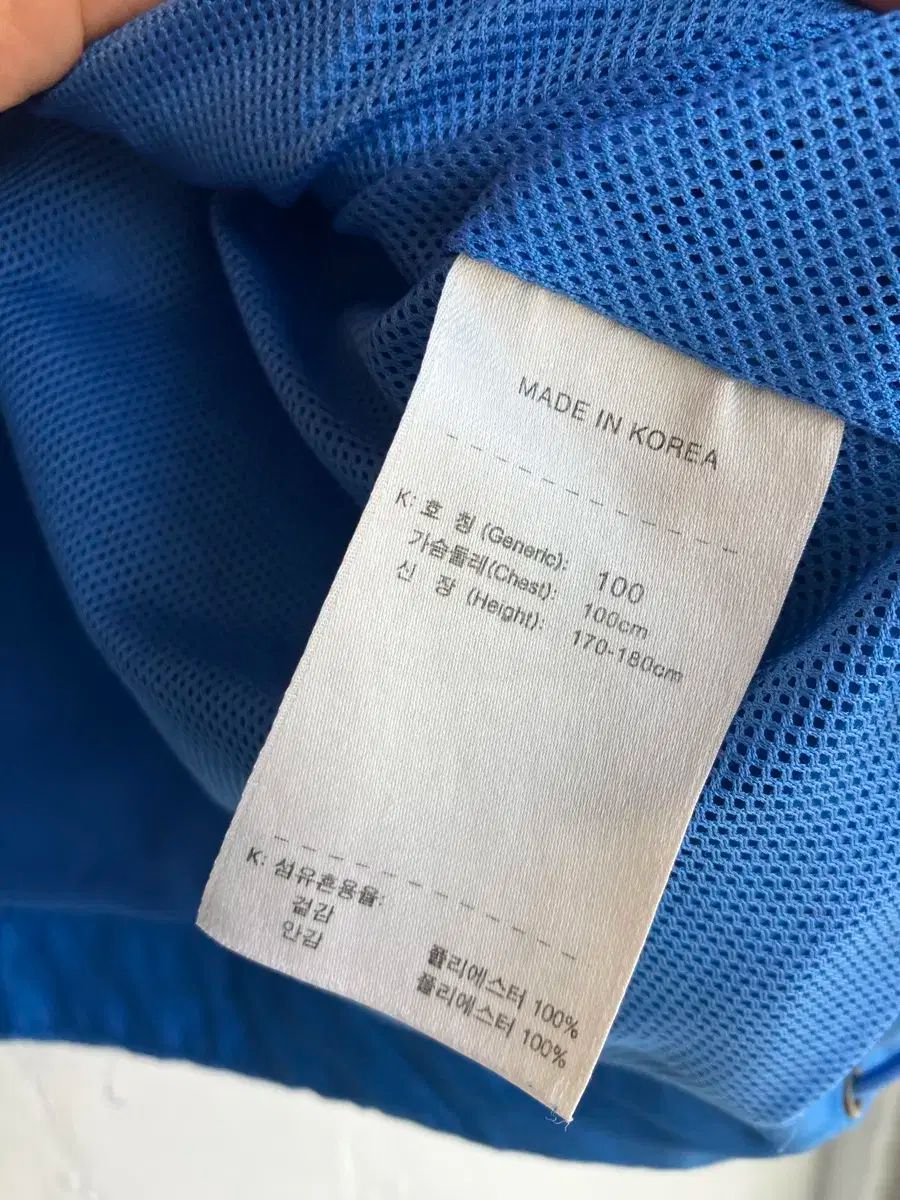 MADE IN KOREA
K: 호 칭 (Generic): 100
가슴둘레(Chest): 100cm
신 장 (Height): 170-180cm
K: 섬유혼용율:
겉감 폴리에스터 100%
안감 폴리에스터 100%